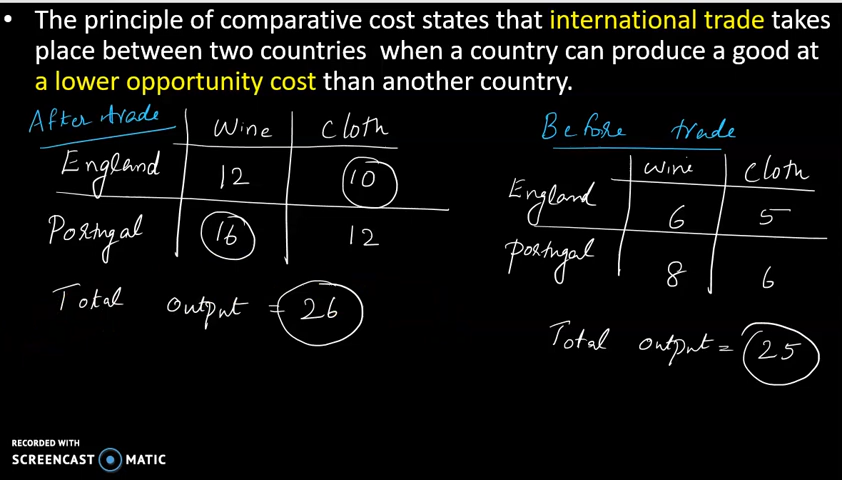 • The principle of comparative cost states that international trade takes
place between two countries when a country can produce a good at
a lower opportunity cost than another country.
After trade
Wine Cloth
England 12 10
Portugal 16 12
Total output = 26
Before trade
Wine Cloth
England 6 5
Portugal 8 6
Total output = 25
RECORDED WITH
SCREENCAST MATIC